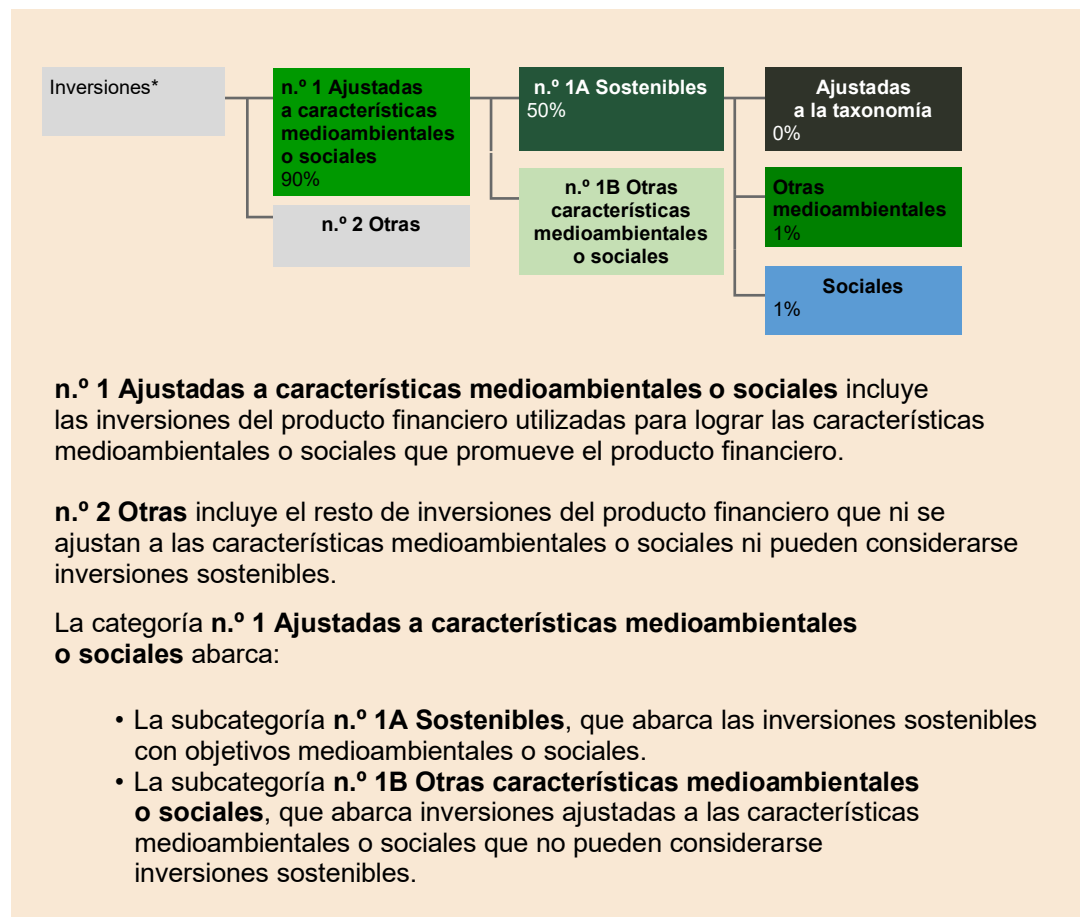 Inversiones*
n.º 1 Ajustadas
a características
medioambientales
o sociales
90%
n.º 2 Otras
n.º 1A Sostenibles
50%
n.º 1B Otras
características
medioambientales
o sociales
Ajustadas
a la taxonomía
0%
Otras
medioambientales
1%
Sociales
1%
n.º 1 Ajustadas a características medioambientales o sociales incluye
las inversiones del producto financiero utilizadas para lograr las características
medioambientales o sociales que promueve el producto financiero.
n.º 2 Otras incluye el resto de inversiones del producto financiero que ni se
ajustan a las características medioambientales o sociales ni pueden considerarse
inversiones sostenibles.
La categoría n.º 1 Ajustadas a características medioambientales
o sociales abarca:
• La subcategoría n.º 1A Sostenibles, que abarca las inversiones sostenibles
con objetivos medioambientales o sociales.
• La subcategoría n.º 1B Otras características medioambientales
o sociales, que abarca inversiones ajustadas a las características
medioambientales o sociales que no pueden considerarse
inversiones sostenibles.